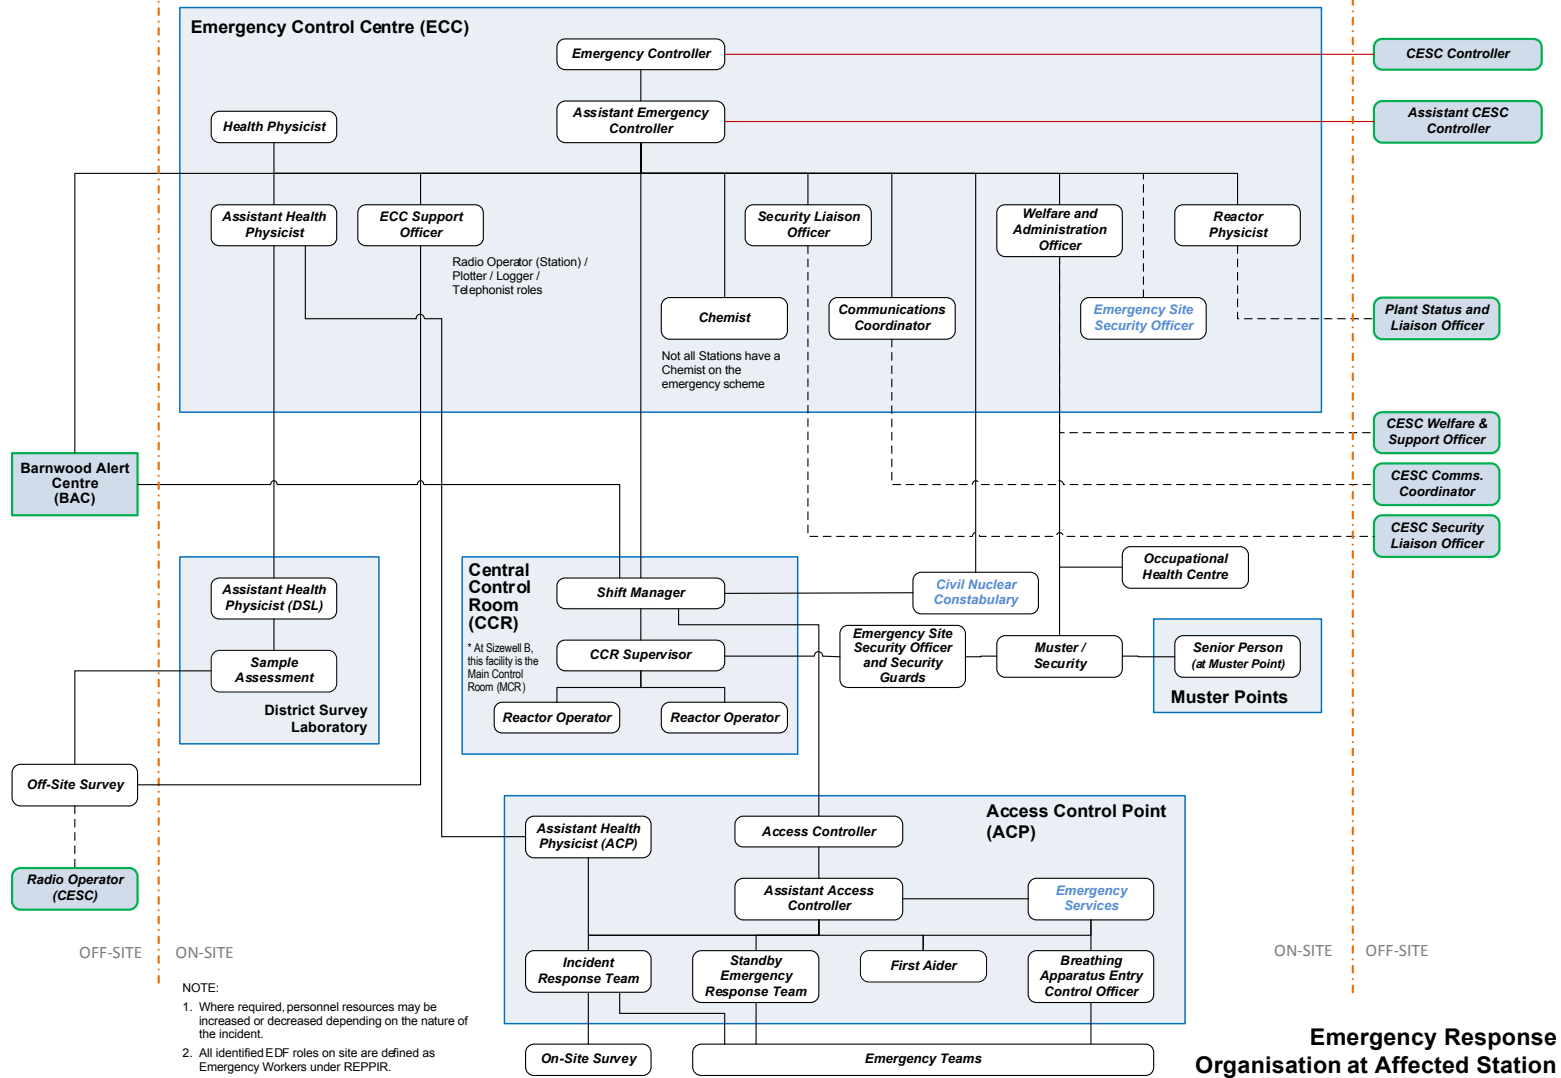 Emergency Control Centre (ECC)
Emergency Controller
CESC Controller
Health Physicist
Assistant Emergency
Controller
Assistant CESC
Controller
Assistant Health
Physicist
ECC Support
Officer
Security Liaison
Officer
Welfare and
Administration
Officer
Reactor
Physicist
Radio Operator (Station) /
Plotter / Logger /
Telephonist roles
Chemist
Communications
Coordinator
Emergency Site
Security Officer
Plant Status and
Liaison Officer
Not all Stations have a
Chemist on the
emergency scheme
CESC Welfare &
Support Officer
Barnwood Alert
Centre
(BAC)
CESC Comms.
Coordinator
CESC Security
Liaison Officer
Assistant Health
Physicist (DSL)
Sample
Assessment
District Survey
Laboratory
Central
Control
Room
(CCR)
* At Sizewell B,
this facility is the
Main Control
Room (MCR)
Shift Manager
CCR Supervisor
Reactor Operator
Reactor Operator
Civil Nuclear
Constabulary
Occupational
Health Centre
Emergency Site
Security Officer
and Security
Guards
Muster /
Security
Senior Person
(at Muster Point)
Muster Points
Off-Site Survey
Radio Operator
(CESC)
Access Control Point
(ACP)
Assistant Health
Physicist (ACP)
Access Controller
Assistant Access
Controller
Emergency
Services
Incident
Response Team
Standby
Emergency
Response Team
First Aider
Breathing
Apparatus Entry
Control Officer
On-Site Survey
Emergency Teams
OFF-SITE
ON-SITE
ON-SITE
OFF-SITE
NOTE:
1. Where required, personnel resources may be
increased or decreased depending on the nature of
the incident.
2. All identified EDF roles on site are defined as
Emergency Workers under REPPIR.
Emergency Response
Organisation at Affected Station